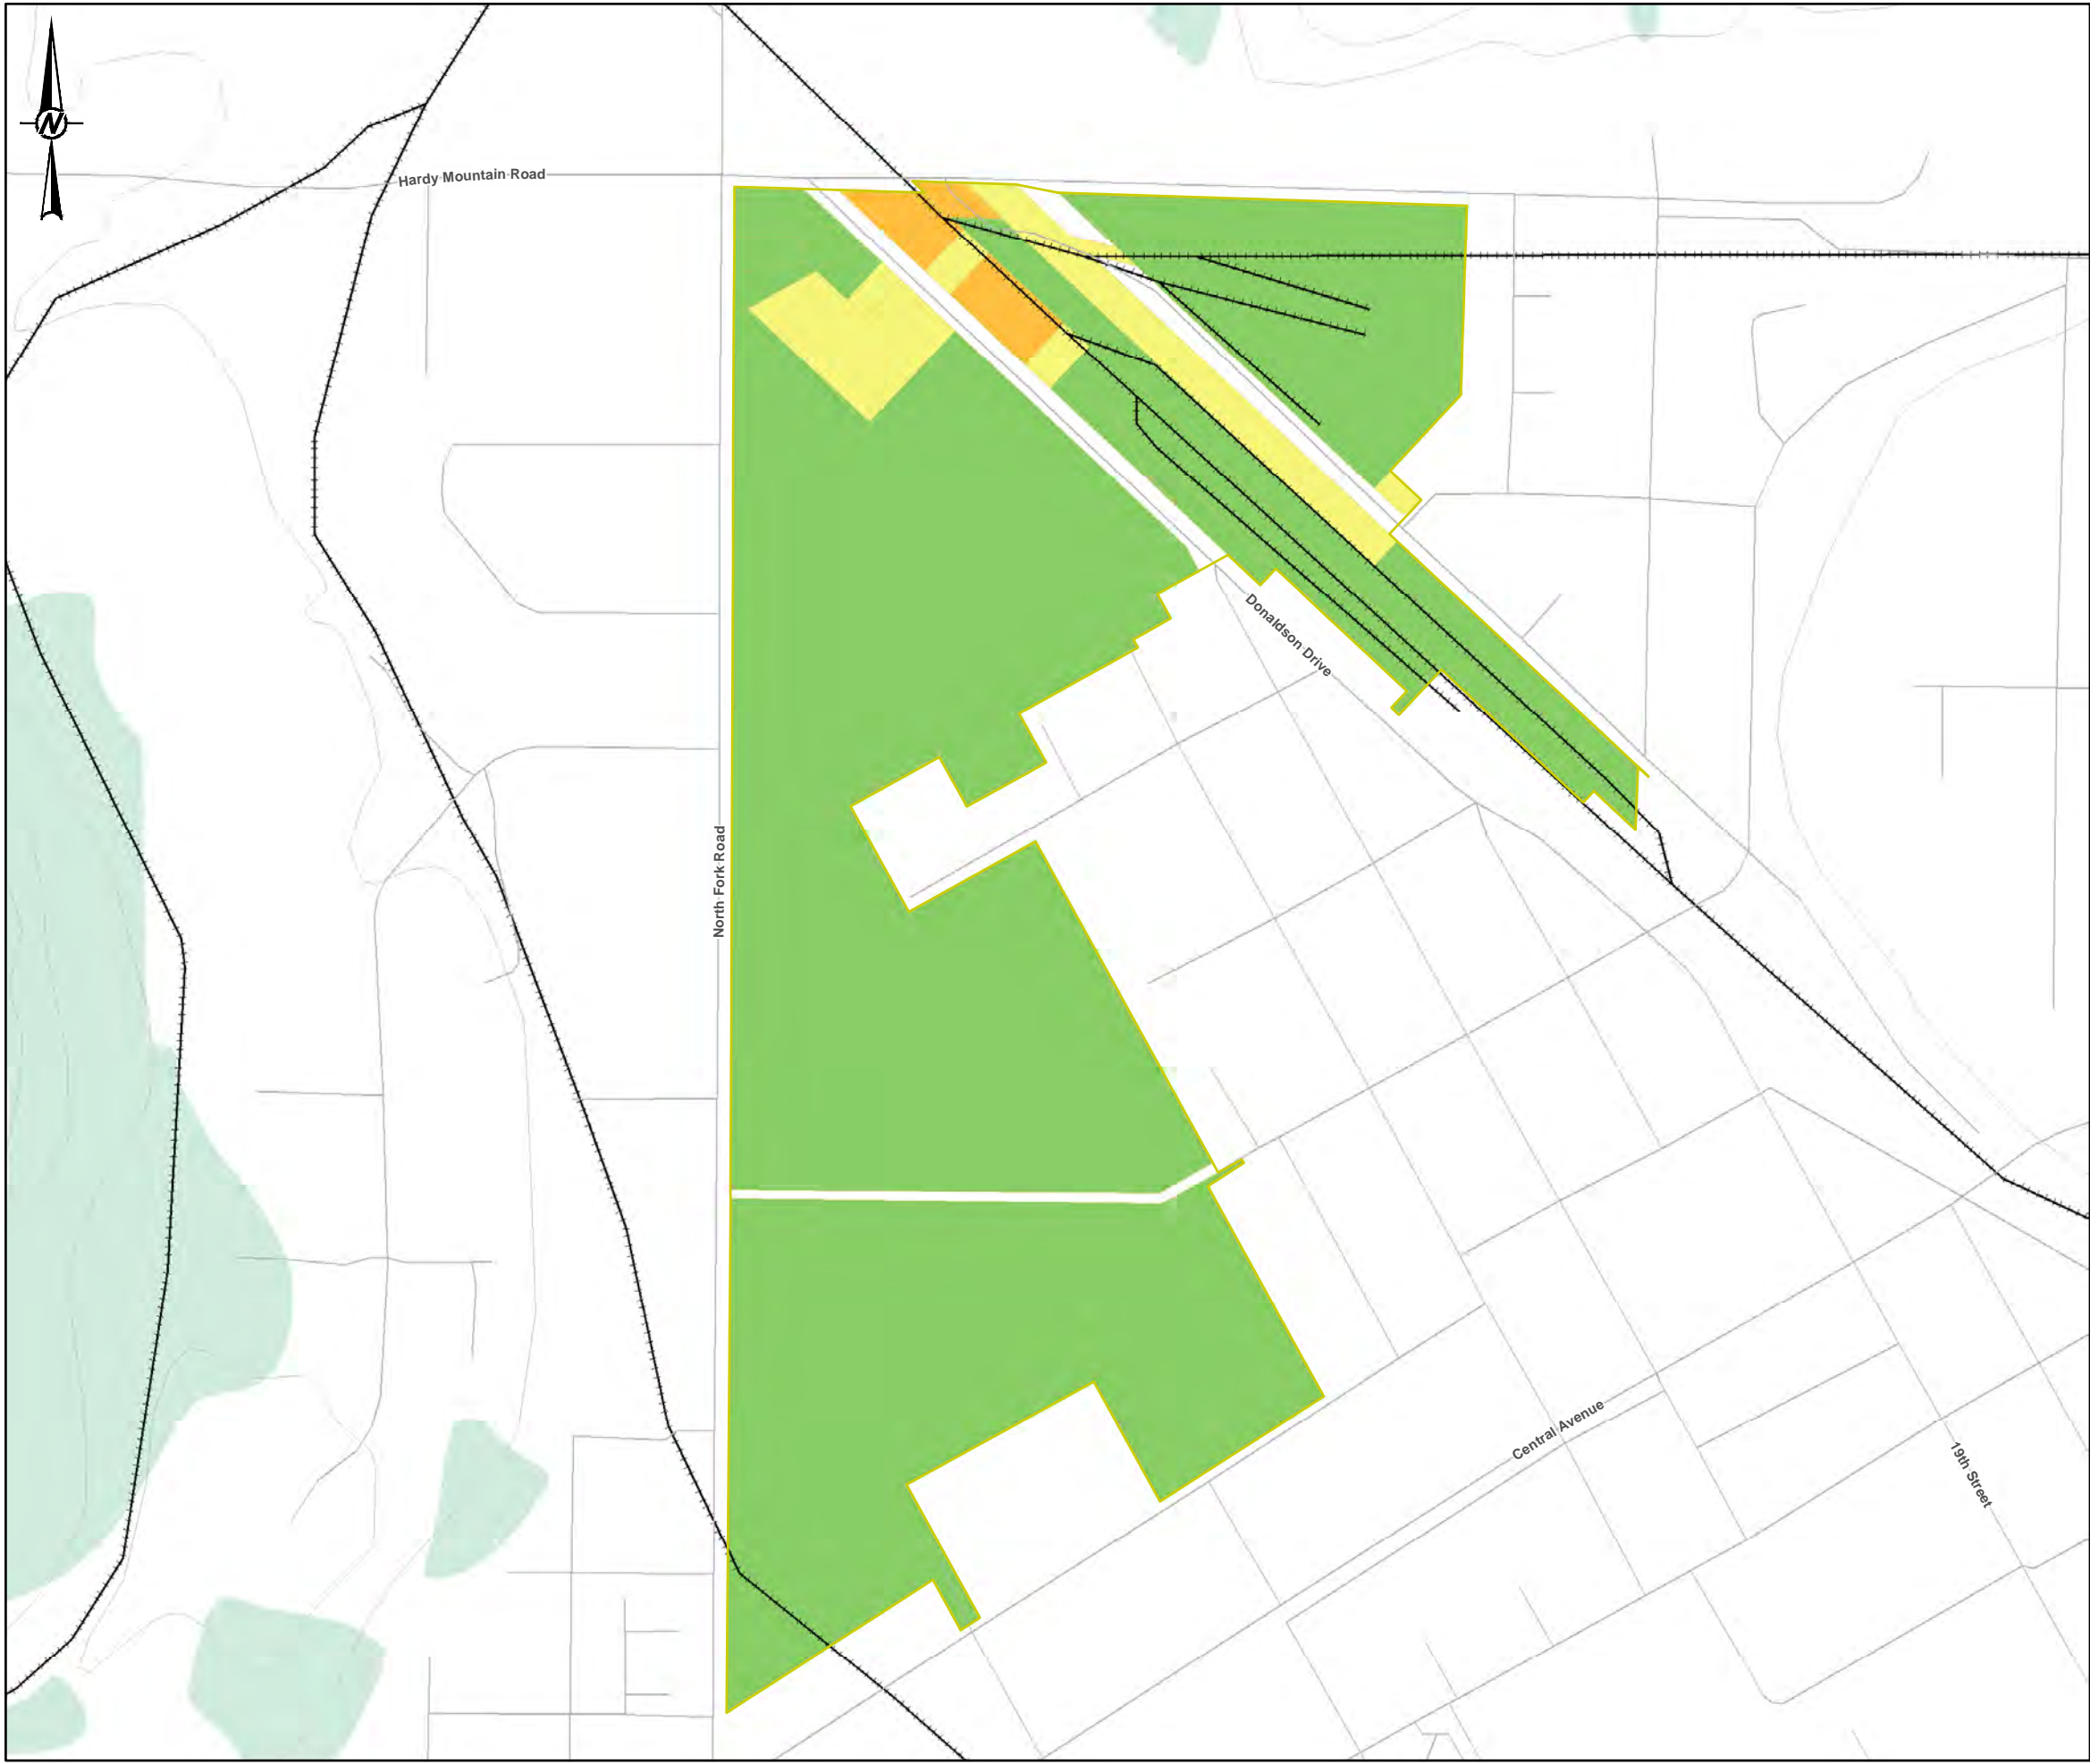 N
Hardy Mountain Road
Donaldson Drive
North Fork Road
Central Avenue
19th Street